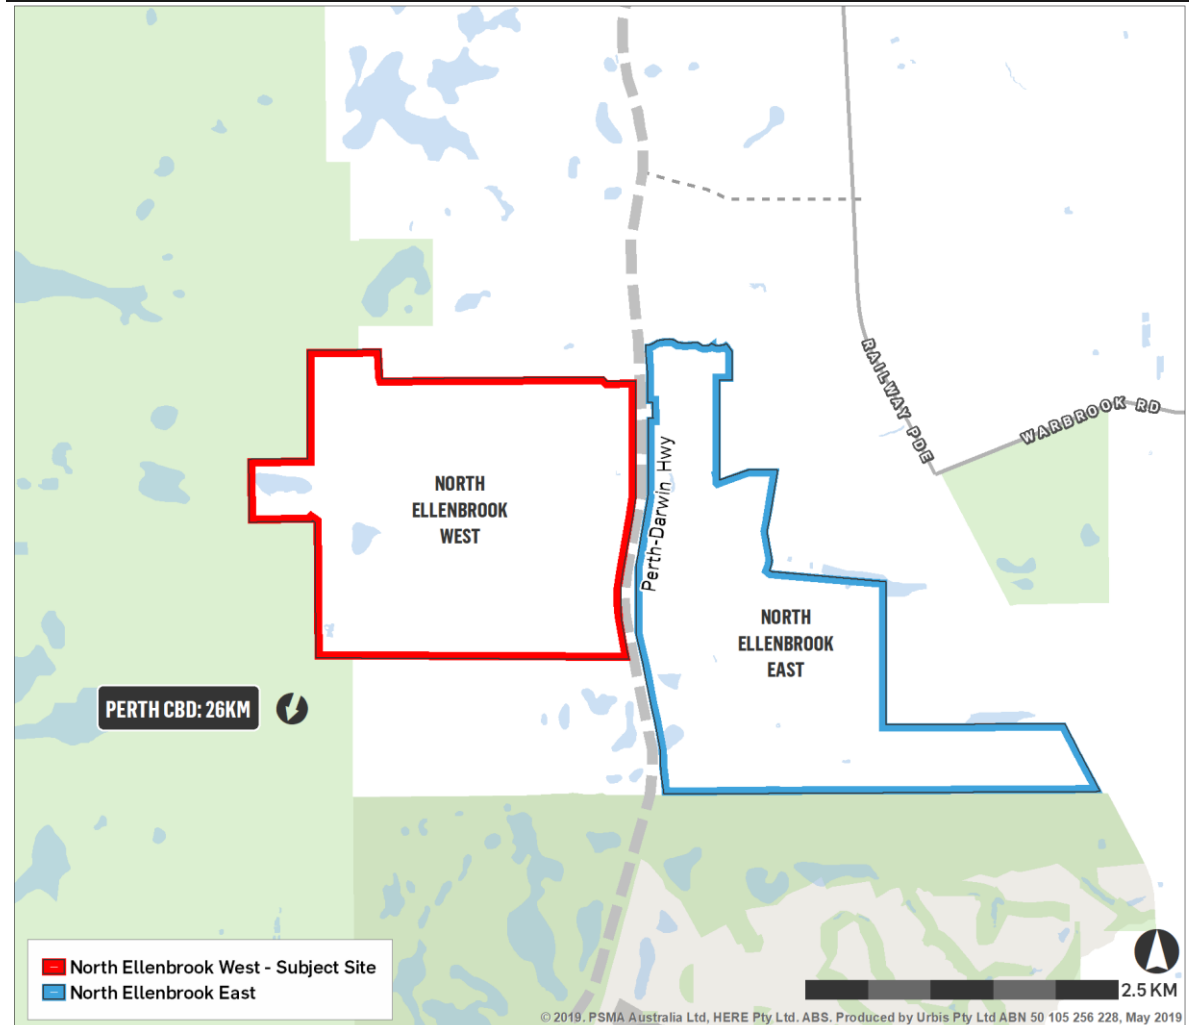 RAILWAY PDE
WARBROOK RD
Perth-Darwin Hwy
NORTH
ELLENBROOK
WEST
NORTH
ELLENBROOK
EAST
PERTH CBD: 26KM
North Ellenbrook West - Subject Site
North Ellenbrook East
2.5 KM
© 2019. PSMA Australia Ltd, HERE Pty Ltd. ABS. Produced by Urbis Pty Ltd ABN 50 105 256 228, May 2019